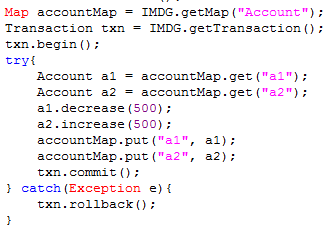 Map accountMap = IMDG.getMap("Account");
Transaction txn = IMDG.getTransaction();
txn.begin();
try{
    Account a1 = accountMap.get("a1");
    Account a2 = accountMap.get("a2");
    a1.decrease(500);
    a2.increase(500);
    accountMap.put("a1", a1);
    accountMap.put("a2", a2);
    txn.commit();
} catch(Exception e){
    txn.rollback();
}